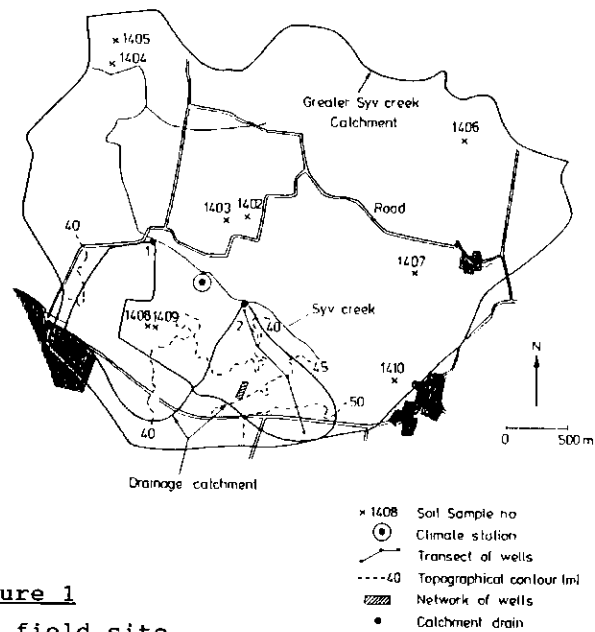 1405
1404
Greater Syv creek
Catchment
1406
1403
1402
Road
40
1
1407
Syv creek
1408
1409
2
40
45
1410
N
50
40
0 500m
Drainage catchment
× 1408 Soil Sample no
Climate station
Transect of wells
----40 Topographical contour (m)
Network of wells
Catchment drain
ure 1
field site